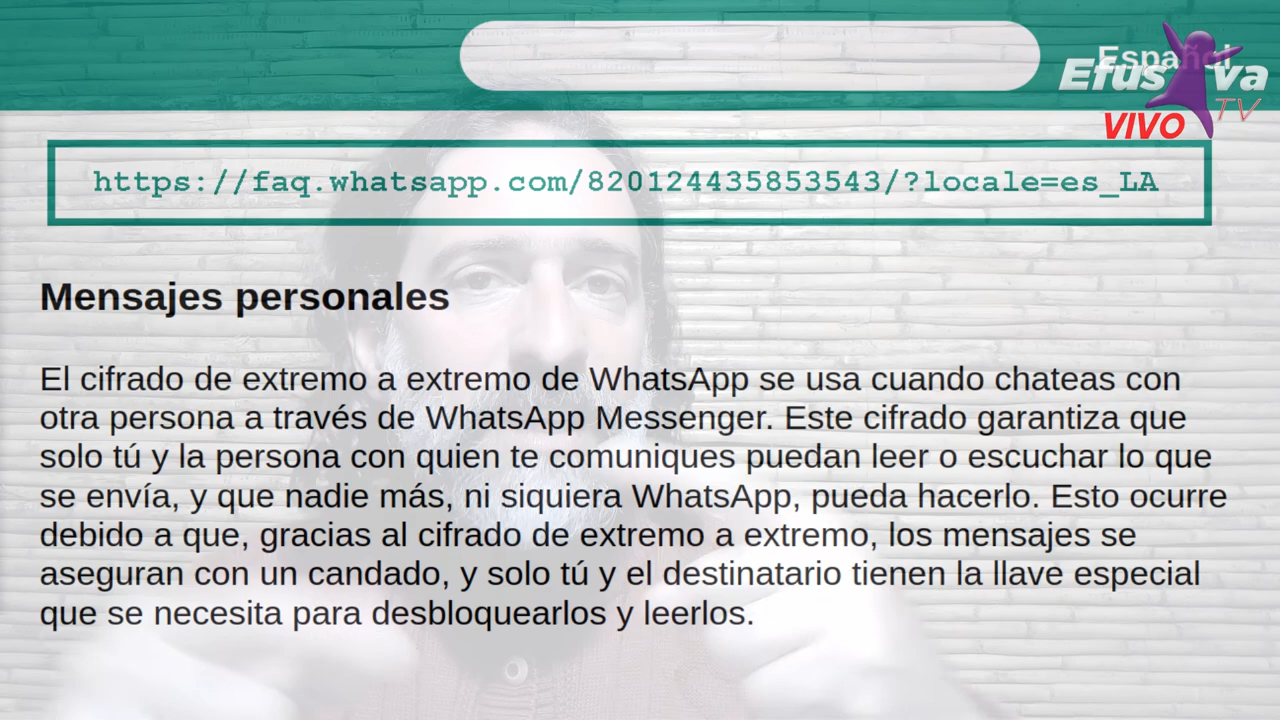 Español
Efusiva
TV
VIVO
https://faq.whatsapp.com/820124435853543/?locale=es_LA
Mensajes personales
El cifrado de extremo a extremo de WhatsApp se usa cuando chateas con
otra persona a través de WhatsApp Messenger. Este cifrado garantiza que
solo tú y la persona con quien te comuniques puedan leer o escuchar lo que
se envía, y que nadie más, ni siquiera WhatsApp, pueda hacerlo. Esto ocurre
debido a que, gracias al cifrado de extremo a extremo, los mensajes se
aseguran con un candado, y solo tú y el destinatario tienen la llave especial
que se necesita para desbloquearlos y leerlos.